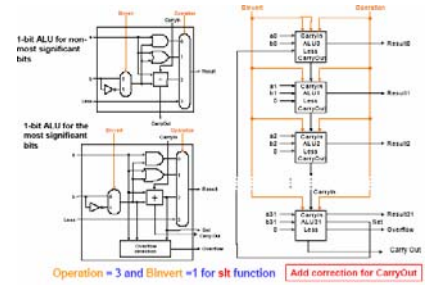 Binvert
Operation
CarryIn
1-bit ALU for non-
most significant
bits
a
b
Less
Result
CarryOut
1-bit ALU for the
most significant
bits
Binvert
Operation
CarryIn
a
b
Less
Result
Set
Carry Out
Overflow
detection
Overflow
BInvert
Operation
a0
b0
CarryIn
ALU0
Less
CarryOut
Result0
a1
b1
0
CarryIn
ALU1
Less
CarryOut
Result1
a2
b2
0
CarryIn
ALU2
Less
CarryOut
Result2
CarryIn
a31
b31
0
CarryIn
ALU31
Less
Result31
Set
Overflow
Carry Out
Operation = 3 and BInvert =1 for slt function
Add correction for CarryOut